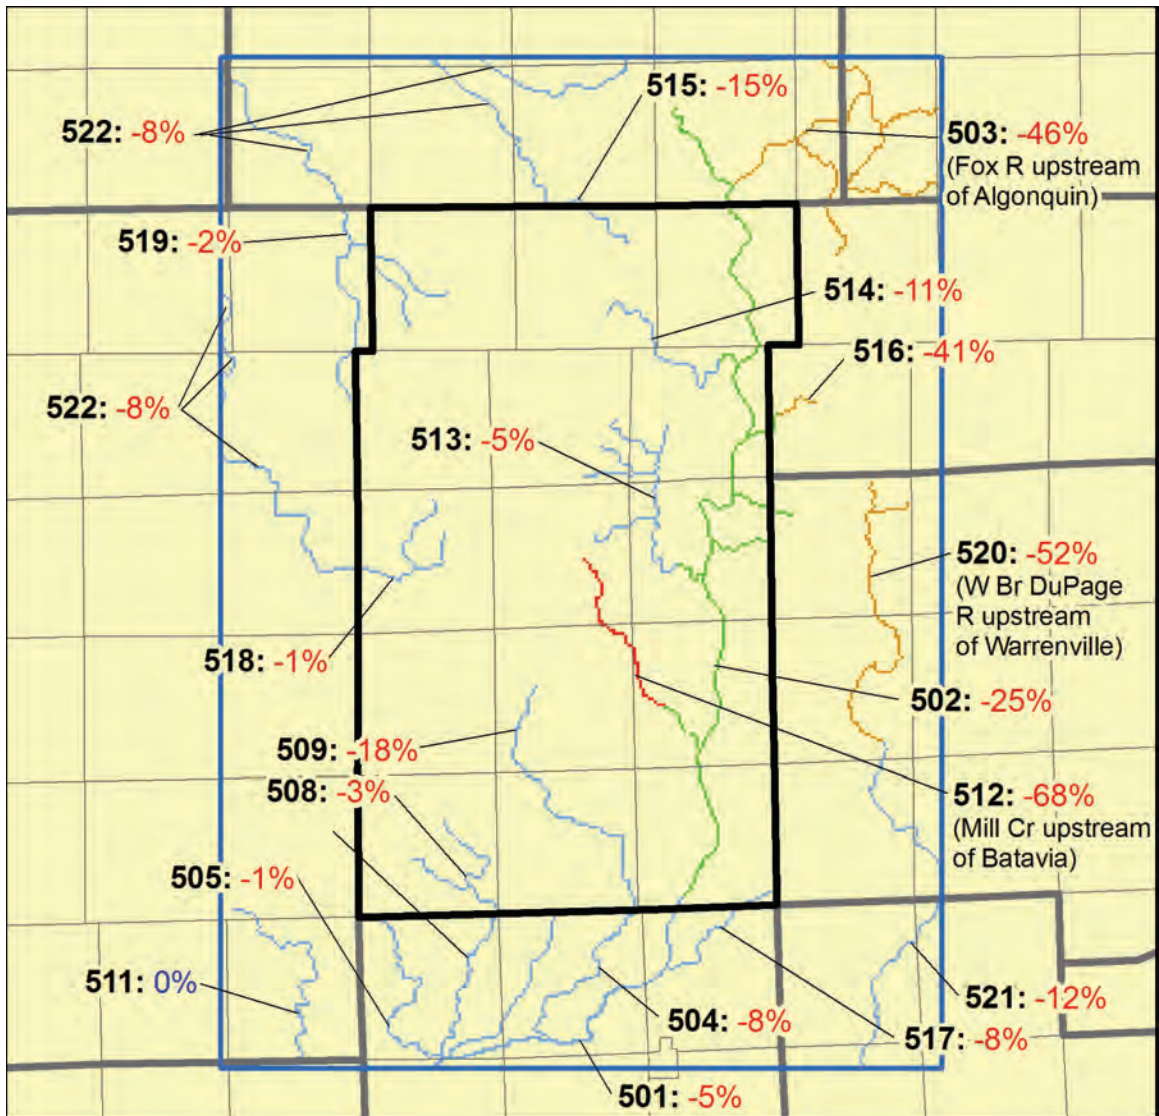 515: -15%
522: -8%
503: -46%
(Fox R upstream
of Algonquin)
519: -2%
514: -11%
516: -41%
522: -8%
513: -5%
520: -52%
(W Br DuPage
R upstream
of Warrenville)
518: -1%
502: -25%
509: -18%
508: -3%
512: -68%
(Mill Cr upstream
of Batavia)
505: -1%
511: 0%
521: -12%
504: -8%
517: -8%
501: -5%